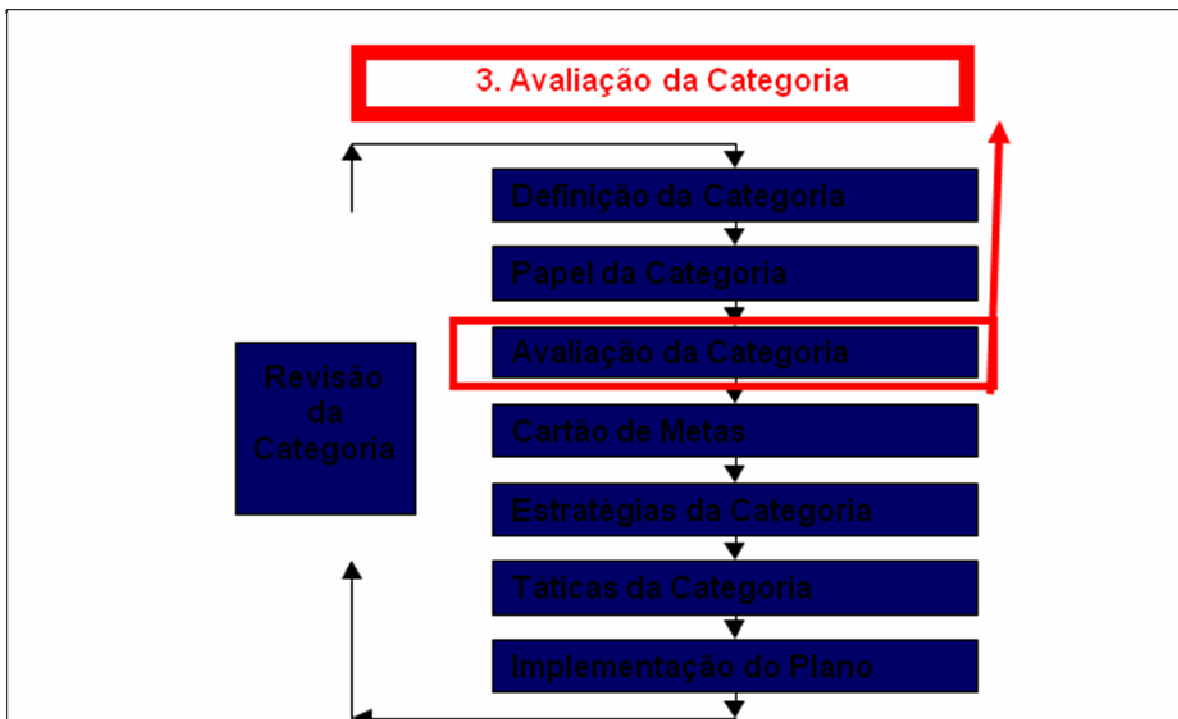 3. Avaliação da Categoria
Definição da Categoria
Papel da Categoria
Avaliação da Categoria
Revisão
da
Categoria
Cartão de Metas
Estratégias da Categoria
Táticas da Categoria
Implementação do Plano